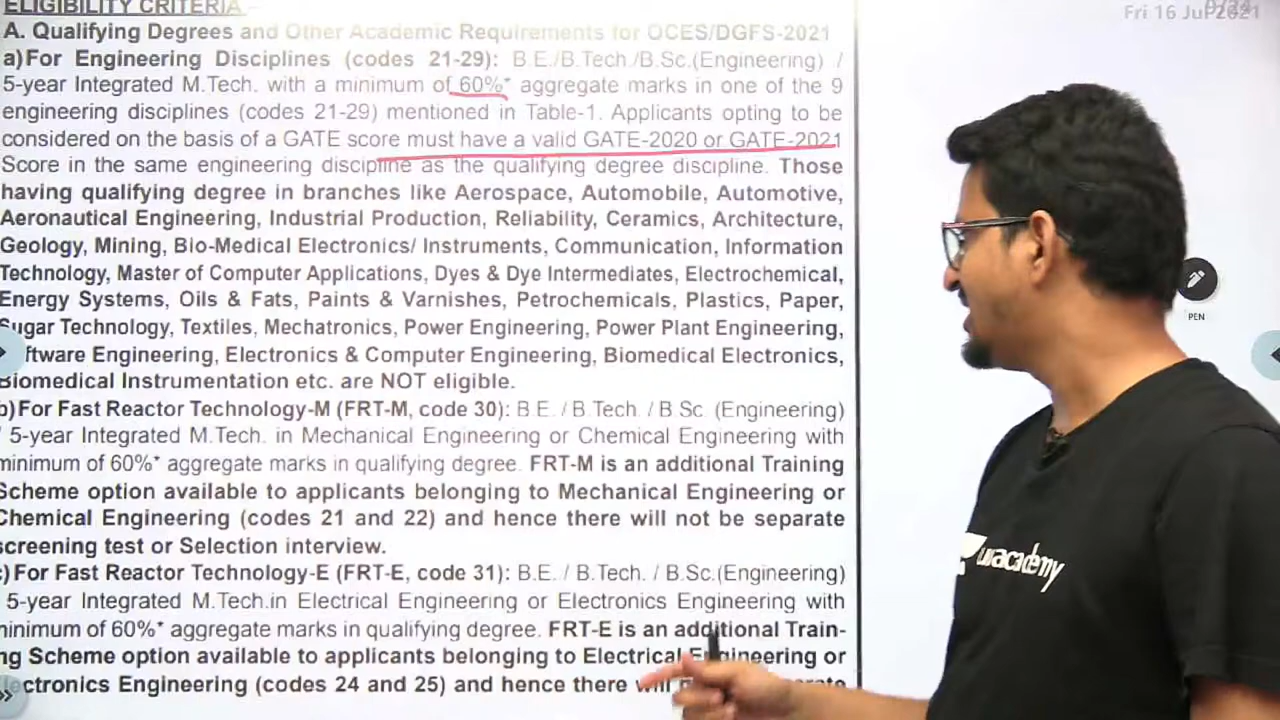 ELIGIBILITY CRITERIA -
Fri 16 Jul 2021
A. Qualifying Degrees and Other Academic Requirements for OCES/DGFS-2021
a)For Engineering Disciplines (codes 21-29): B.E./B.Tech./B.Sc.(Engineering) /
5-year Integrated M.Tech. with a minimum of 60%* aggregate marks in one of the 9
engineering disciplines (codes 21-29) mentioned in Table-1. Applicants opting to be
considered on the basis of a GATE score must have a valid GATE-2020 or GATE-2021
Score in the same engineering discipline as the qualifying degree discipline. Those
having qualifying degree in branches like Aerospace, Automobile, Automotive,
Aeronautical Engineering, Industrial Production, Reliability, Ceramics, Architecture,
Geology, Mining, Bio-Medical Electronics/ Instruments, Communication, Information
Technology, Master of Computer Applications, Dyes & Dye Intermediates, Electrochemical,
Energy Systems, Oils & Fats, Paints & Varnishes, Petrochemicals, Plastics, Paper,
Sugar Technology, Textiles, Mechatronics, Power Engineering, Power Plant Engineering,
ftware Engineering, Electronics & Computer Engineering, Biomedical Electronics,
Biomedical Instrumentation etc. are NOT eligible.
b)For Fast Reactor Technology-M (FRT-M, code 30): B.E. / B.Tech. / B.Sc. (Engineering)
/ 5-year Integrated M.Tech. in Mechanical Engineering or Chemical Engineering with
minimum of 60%* aggregate marks in qualifying degree. FRT-M is an additional Training
Scheme option available to applicants belonging to Mechanical Engineering or
Chemical Engineering (codes 21 and 22) and hence there will not be separate
screening test or Selection interview.
c)For Fast Reactor Technology-E (FRT-E, code 31): B.E. / B.Tech. / B.Sc.(Engineering)
5-year Integrated M.Tech.in Electrical Engineering or Electronics Engineering with
minimum of 60%* aggregate marks in qualifying degree. FRT-E is an additional Train-
ng Scheme option available to applicants belonging to Electrical Engineering or
ectronics Engineering (codes 24 and 25) and hence there will
PEN
unacademy